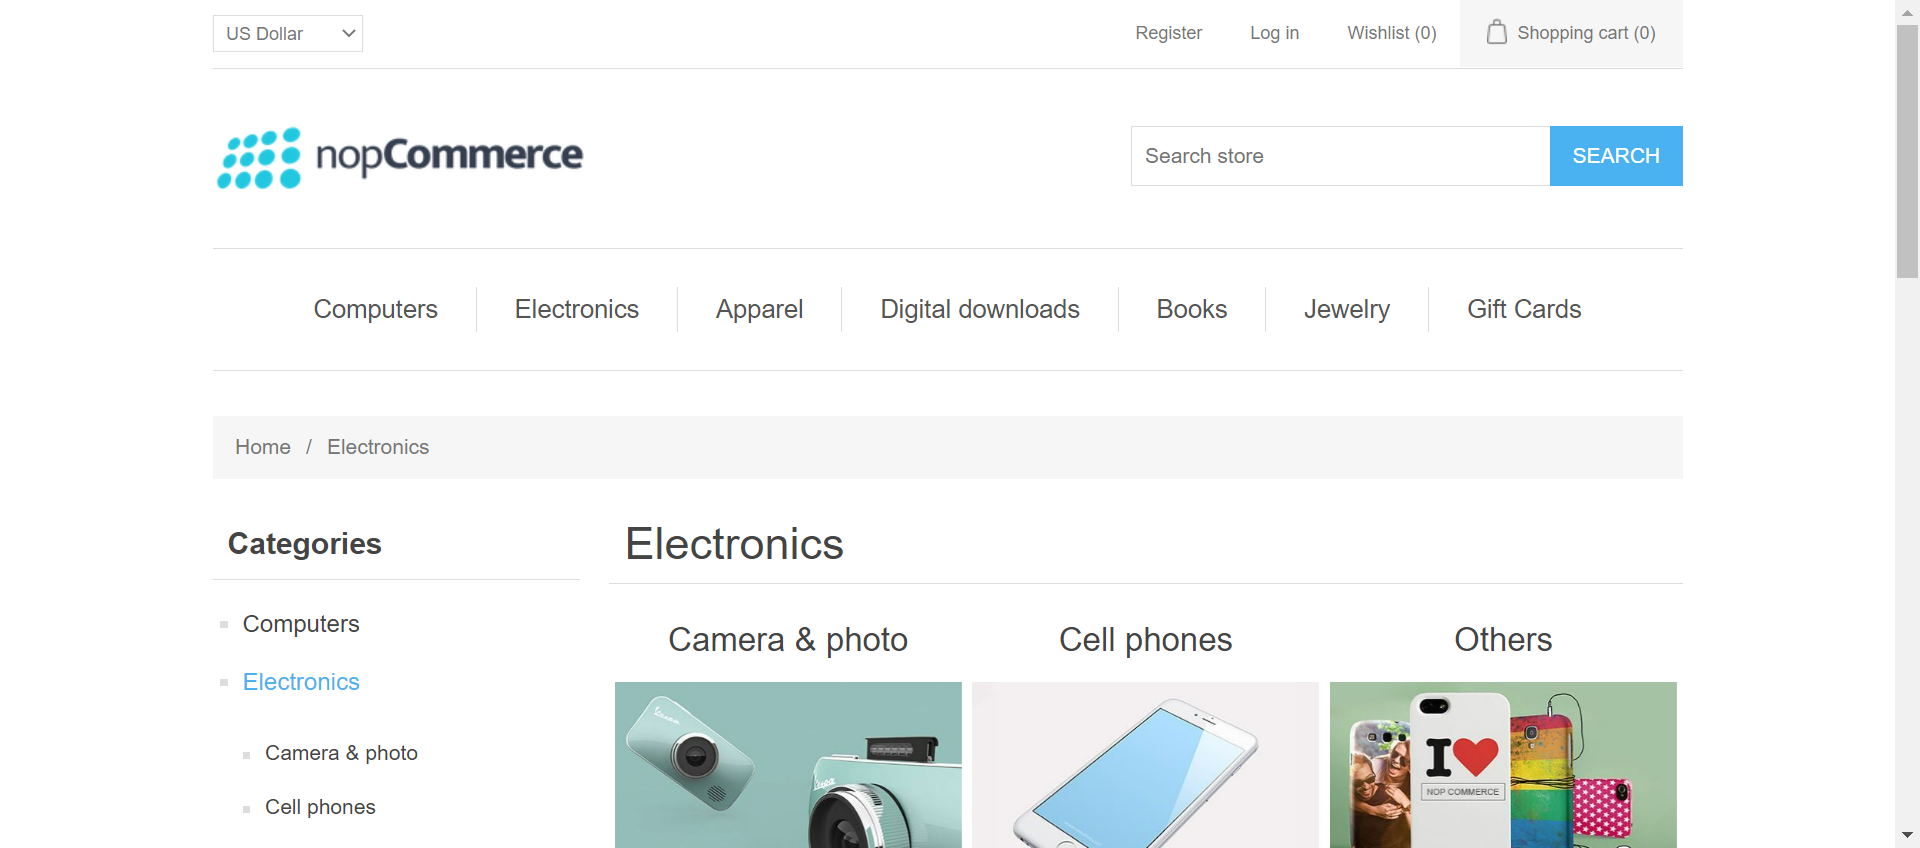 US Dollar
Register
Log in
Wishlist (0)
Shopping cart (0)
nopCommerce
Search store
SEARCH
Computers
Electronics
Apparel
Digital downloads
Books
Jewelry
Gift Cards
Home / Electronics
Categories
Computers
Electronics
Camera & photo
Cell phones
Electronics
Camera & photo
Cell phones
Others
Vespa
Vespa
I
NOP COMMERCE